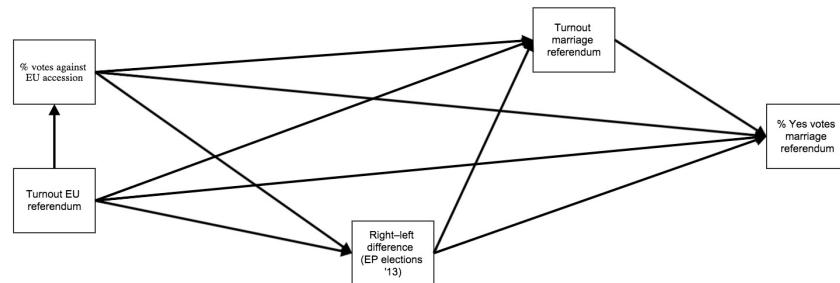 Turnout
marriage
referendum
% votes against
EU accession
% Yes votes
marriage
referendum
Turnout EU
referendum
Right–left
difference
(EP elections
'13)